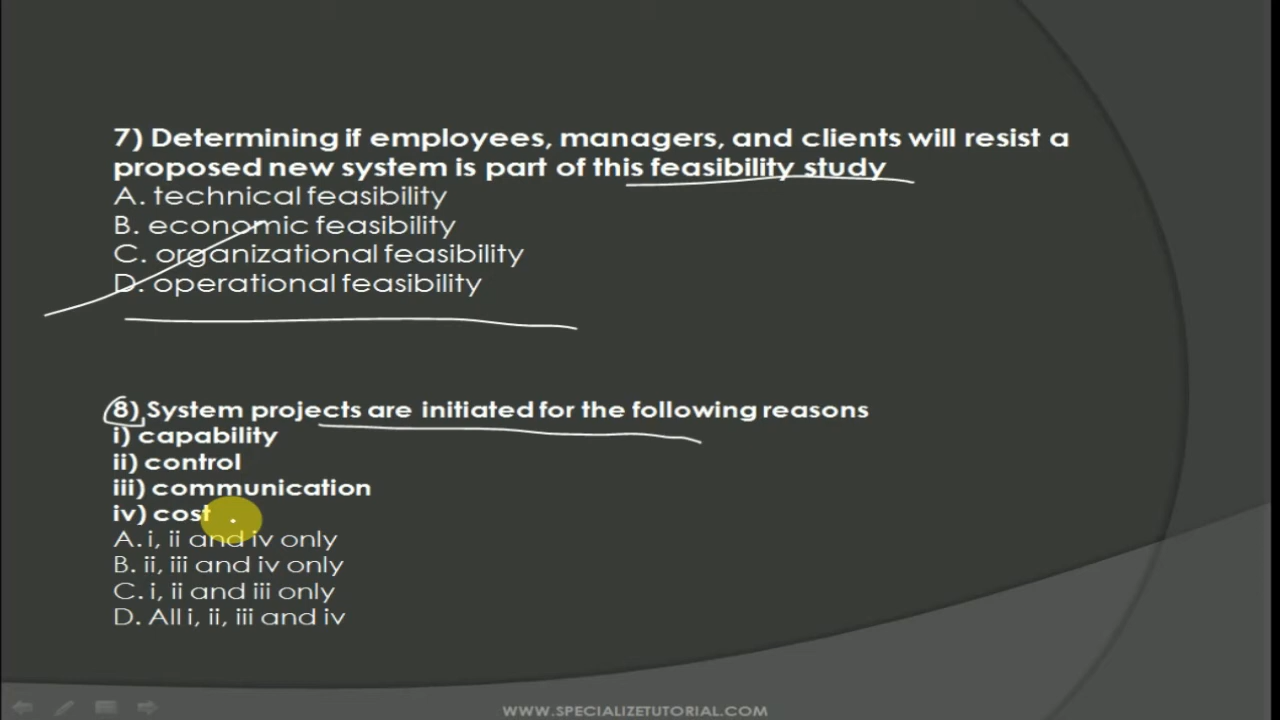 7) Determining if employees, managers, and clients will resist a
proposed new system is part of this feasibility study
A. technical feasibility
B. economic feasibility
C. organizational feasibility
D. operational feasibility
8) System projects are initiated for the following reasons
i) capability
ii) control
iii) communication
iv) cost
A. i, ii and iv only
B. ii, iii and iv only
C. i, ii and iii only
D. All i, ii, iii and iv
WWW.SPECIALIZETUTORIAL.COM